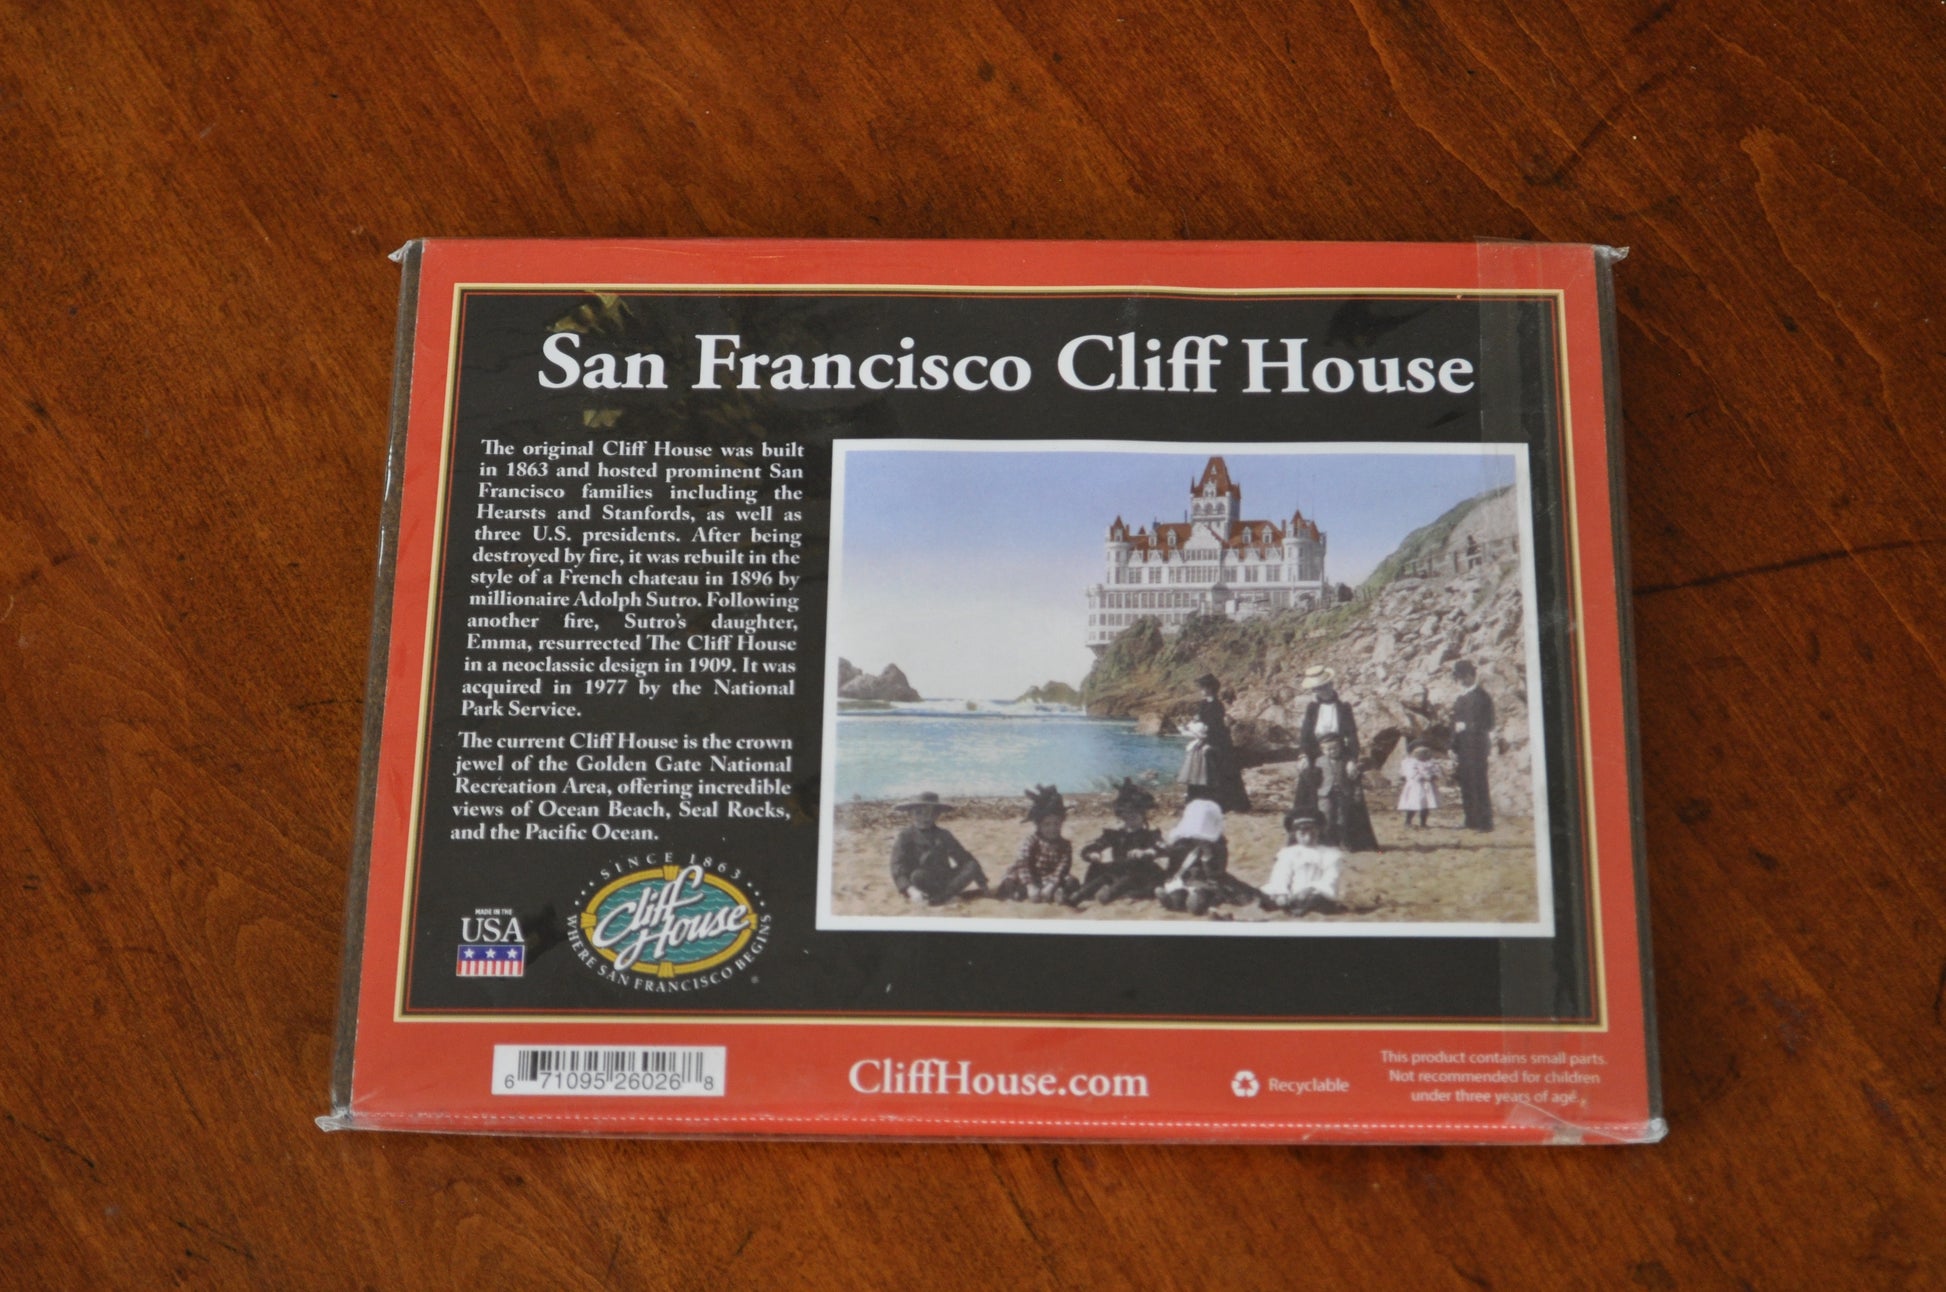 San Francisco Cliff House
The original Cliff House was built
in 1863 and hosted prominent San
Francisco families including the
Hearsts and Stanfords, as well as
three U.S. presidents. After being
destroyed by fire, it was rebuilt in the
style of a French chateau in 1896 by
millionaire Adolph Sutro. Following
another fire, Sutro's daughter,
Emma, resurrected The Cliff House
in a neoclassic design in 1909. It was
acquired in 1977 by the National
Park Service.
The current Cliff House is the crown
jewel of the Golden Gate National
Recreation Area, offering incredible
views of Ocean Beach, Seal Rocks,
and the Pacific Ocean.
MADE IN THE
USA
SINCE 1863
Cliff
House
WHERE SAN FRANCISCO BEGINS
®
6 71095 26026 8
CliffHouse.com
Recyclable
This product contains small parts.
Not recommended for children
under three years of age.